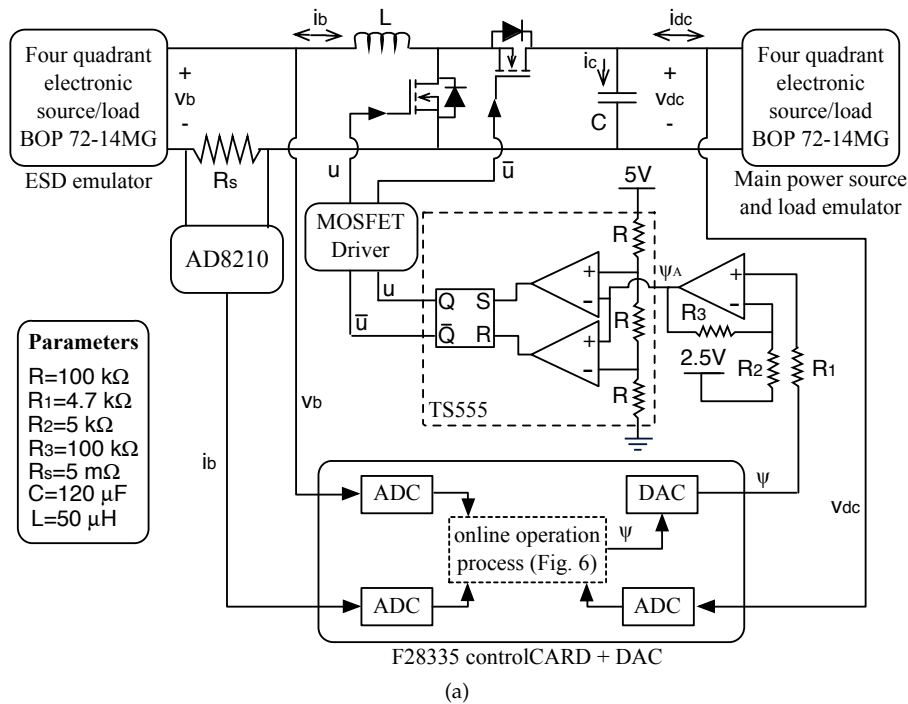 Four quadrant
electronic
source/load
BOP 72-14MG
ESD emulator
+
vb
-
ib
L
Rs
AD8210
u
u̅
MOSFET
Driver
u
u̅
ic
C
idc
+
vdc
-
Four quadrant
electronic
source/load
BOP 72-14MG
Main power source
and load emulator
5V
R
R
R
+
-
+
-
Q
S
Q̅
R
TS555
ψA
+
-
R3
2.5V
R2
R1
Parameters
R=100 kΩ
R1=4.7 kΩ
R2=5 kΩ
R3=100 kΩ
Rs=5 mΩ
C=120 μF
L=50 μH
vb
ib
ADC
ADC
online operation
process (Fig. 6)
ψ
DAC
ψ
ADC
vdc
F28335 controlCARD + DAC
(a)